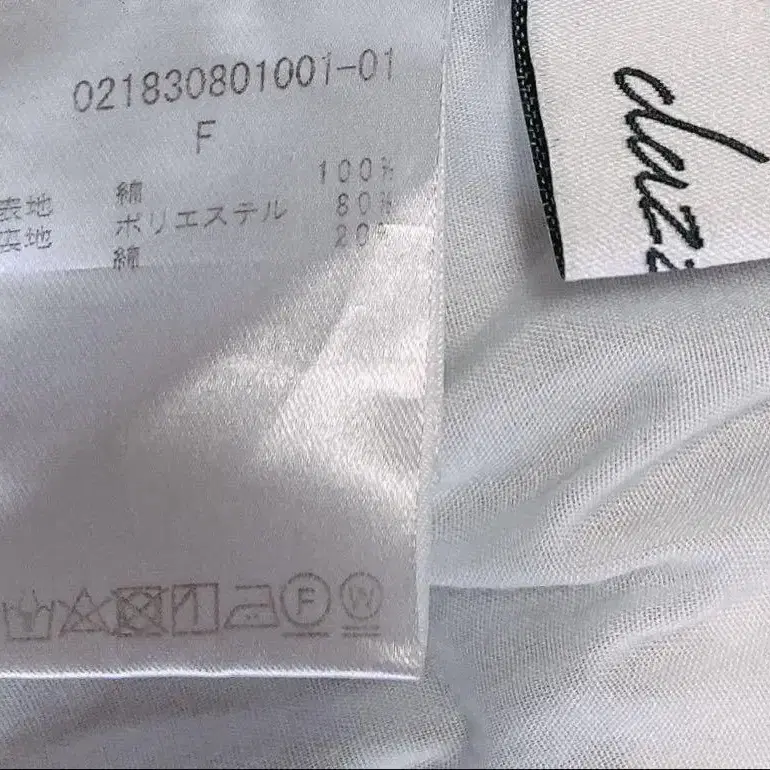 021830801001-01
F
表地 綿 100%
裏地 ポリエステル 80%
綿 20%
F W